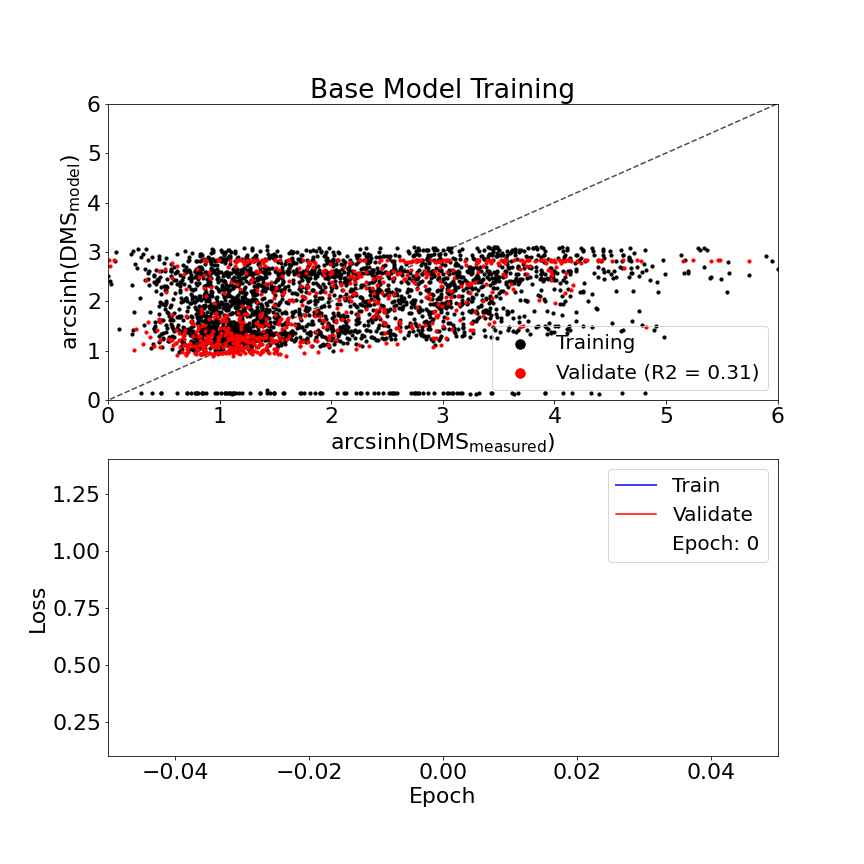 Base Model Training
arcsinh(DMS_model)
6
5
4
3
2
1
0
0 1 2 3 4 5 6
Training
Validate (R2 = 0.31)
arcsinh(DMS_measured)
Loss
1.25
1.00
0.75
0.50
0.25
Train
Validate
Epoch: 0
−0.04 −0.02 0.00 0.02 0.04
Epoch